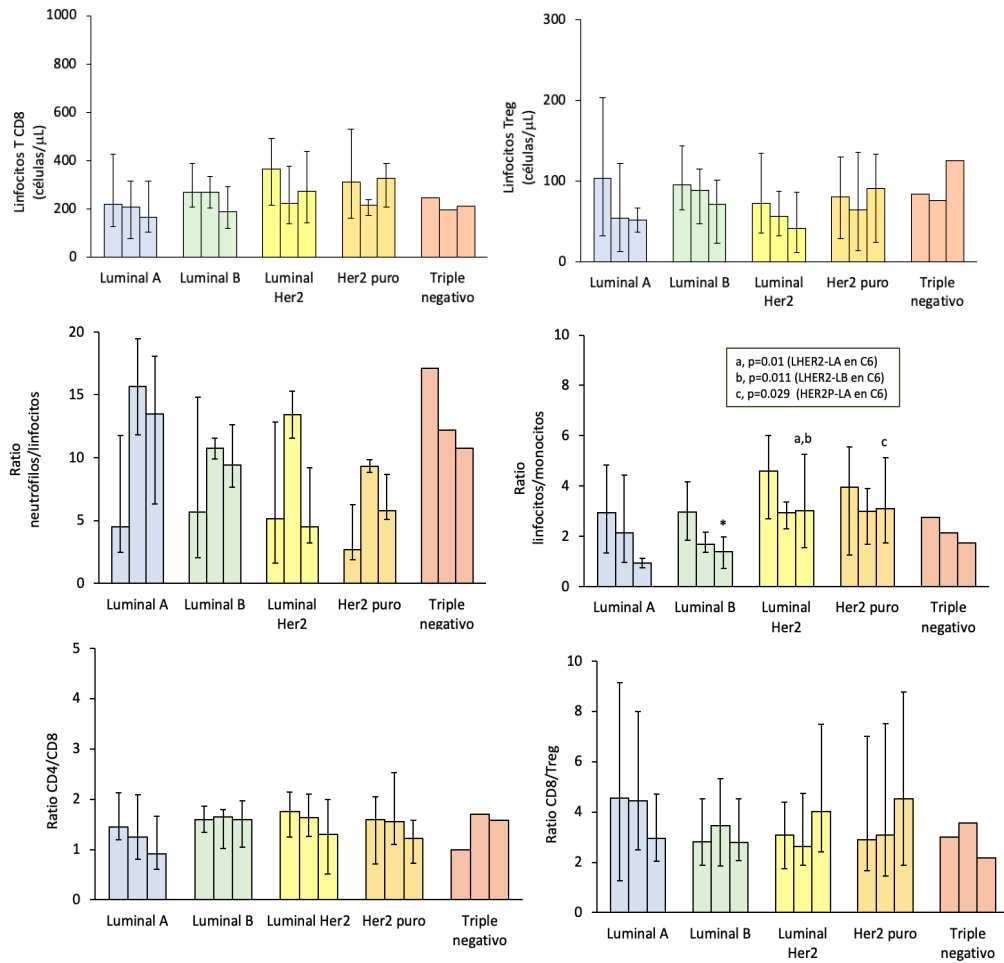 Linfocitos T CD8
(células/μL)
1000
800
600
400
200
0
Luminal A
Luminal B
Luminal
Her2
Her2 puro
Triple
negativo
Linfocitos Treg
(células/μL)
300
200
100
0
Luminal A
Luminal B
Luminal
Her2
Her2 puro
Triple
negativo
Ratio
neutrófilos/linfocitos
20
15
10
5
0
Luminal A
Luminal B
Luminal
Her2
Her2 puro
Triple
negativo
Ratio
linfocitos/monocitos
10
8
6
4
2
0
a, p=0.01 (LHER2-LA en C6)
b, p=0.011 (LHER2-LB en C6)
c, p=0.029 (HER2P-LA en C6)
*
a,b
c
Luminal A
Luminal B
Luminal
Her2
Her2 puro
Triple
negativo
Ratio CD4/CD8
5
4
3
2
1
0
Luminal A
Luminal B
Luminal Her2
Her2 puro
Triple
negativo
Ratio CD8/Treg
10
8
6
4
2
0
Luminal A
Luminal B
Luminal
Her2
Her2 puro
Triple
negativo